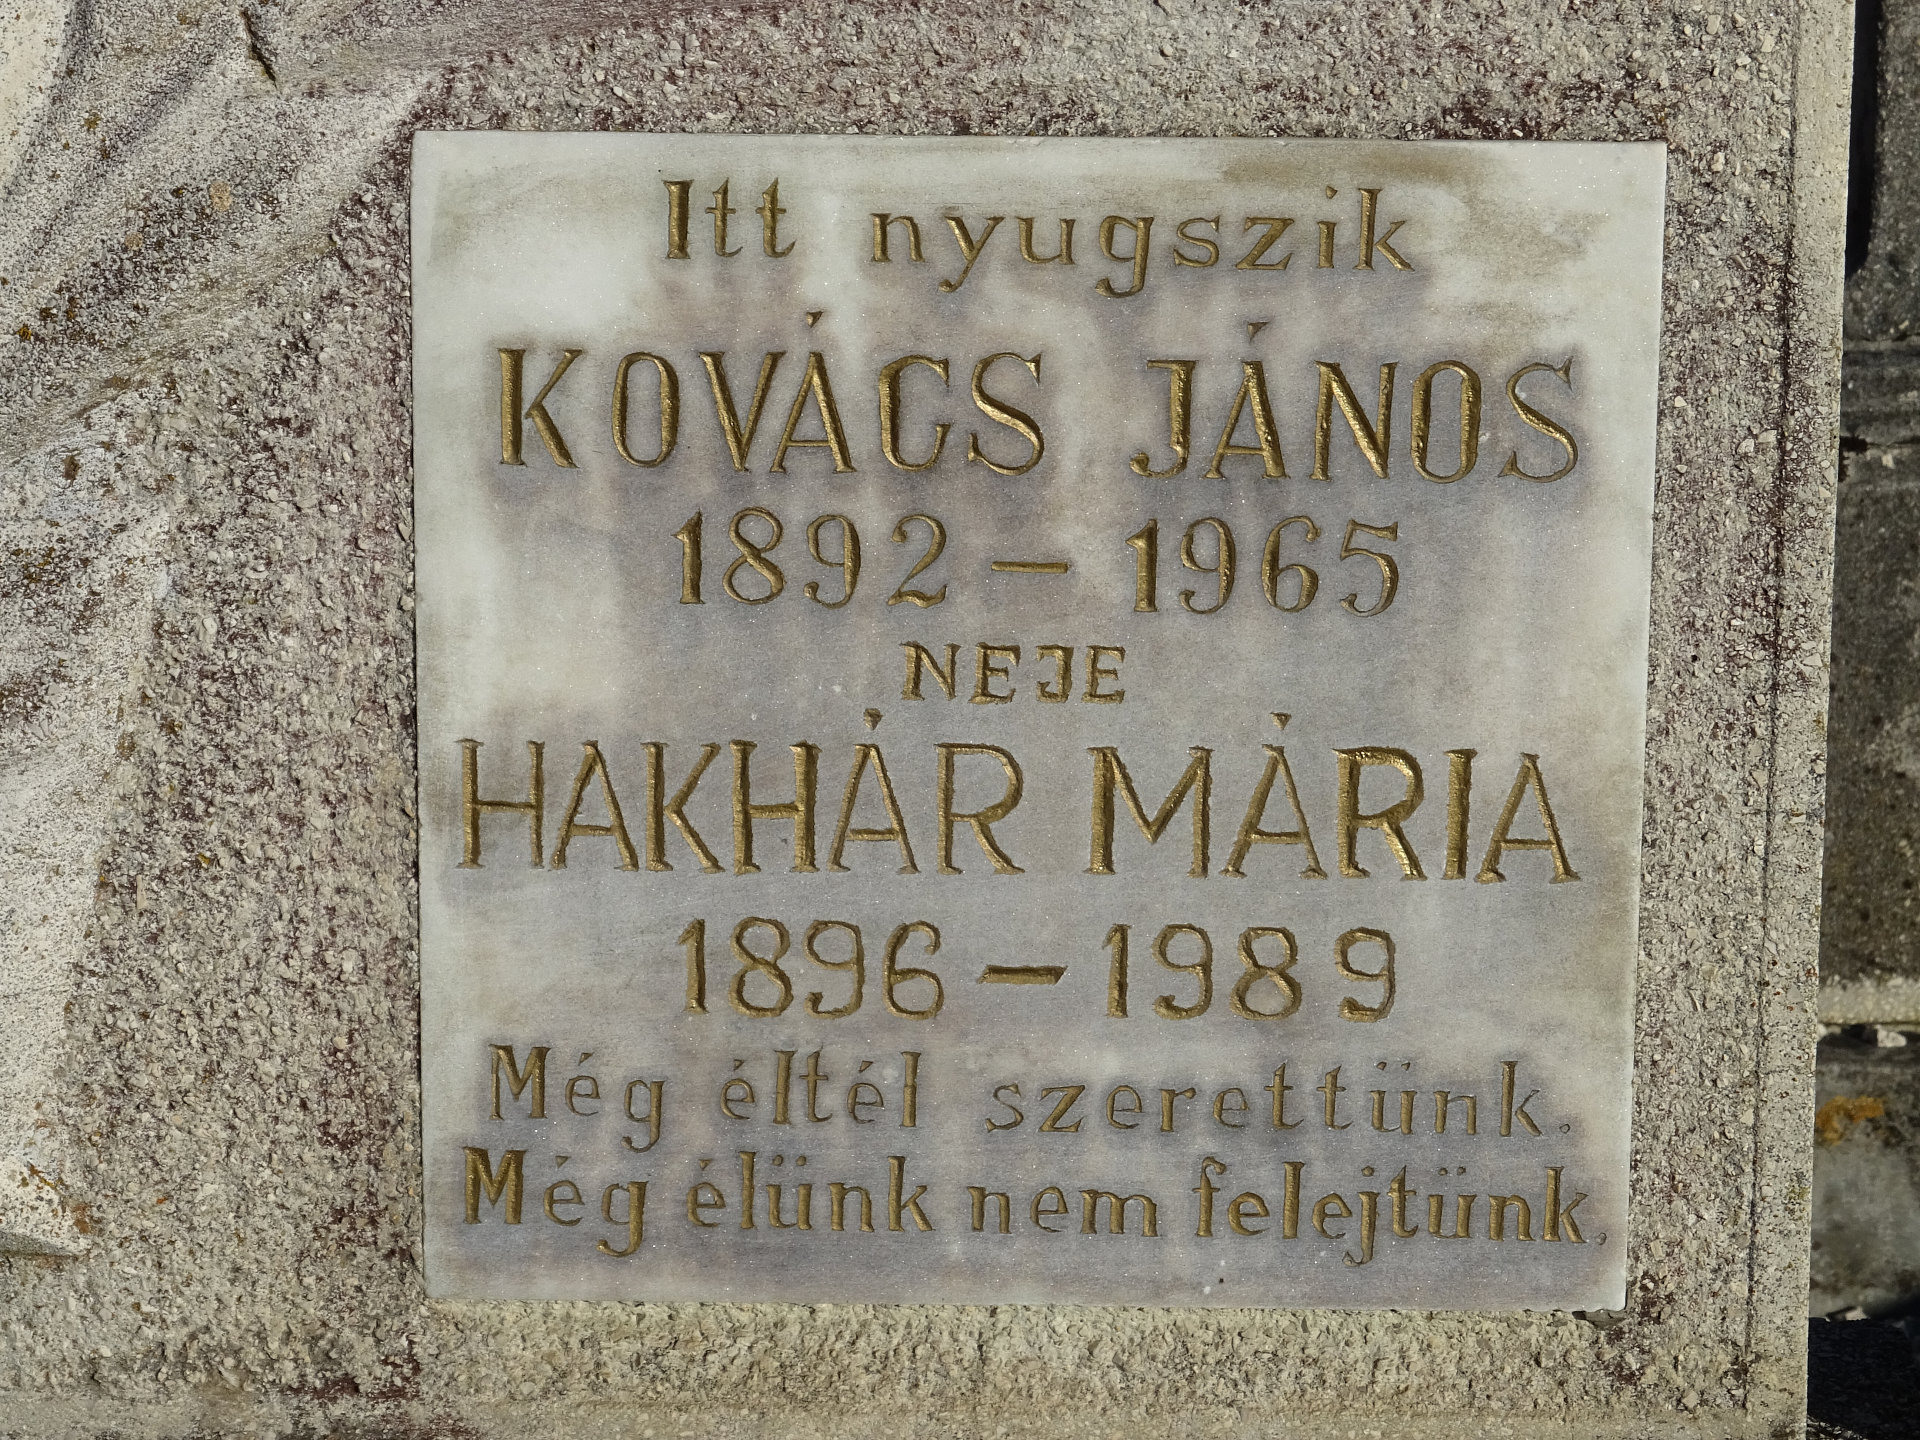 Itt nyugszik
KOVÁCS JÁNOS
1892 – 1965
NEJE
HAKHÁR MÁRIA
1896 – 1989
Még éltél szerettünk.
Még élünk nem felejtünk.